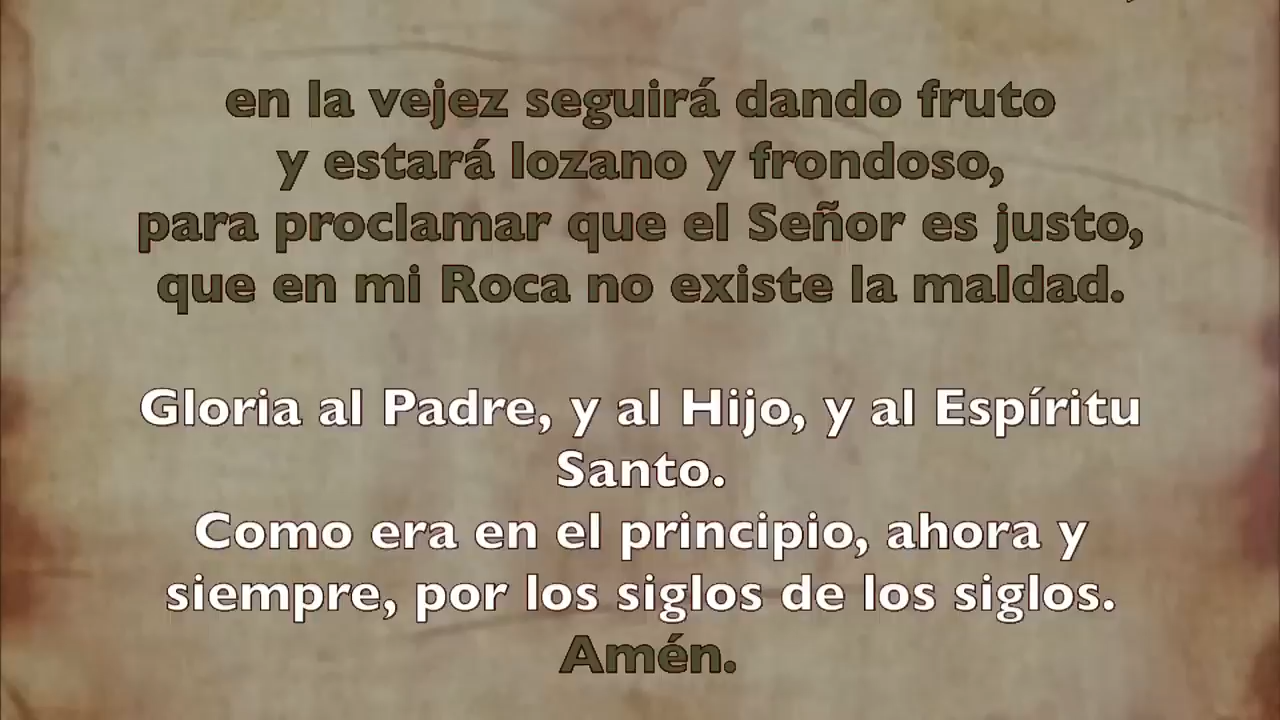 en la vejez seguirá dando fruto
y estará lozano y frondoso,
para proclamar que el Señor es justo,
que en mi Roca no existe la maldad.
Gloria al Padre, y al Hijo, y al Espíritu
Santo.
Como era en el principio, ahora y
siempre, por los siglos de los siglos.
Amén.